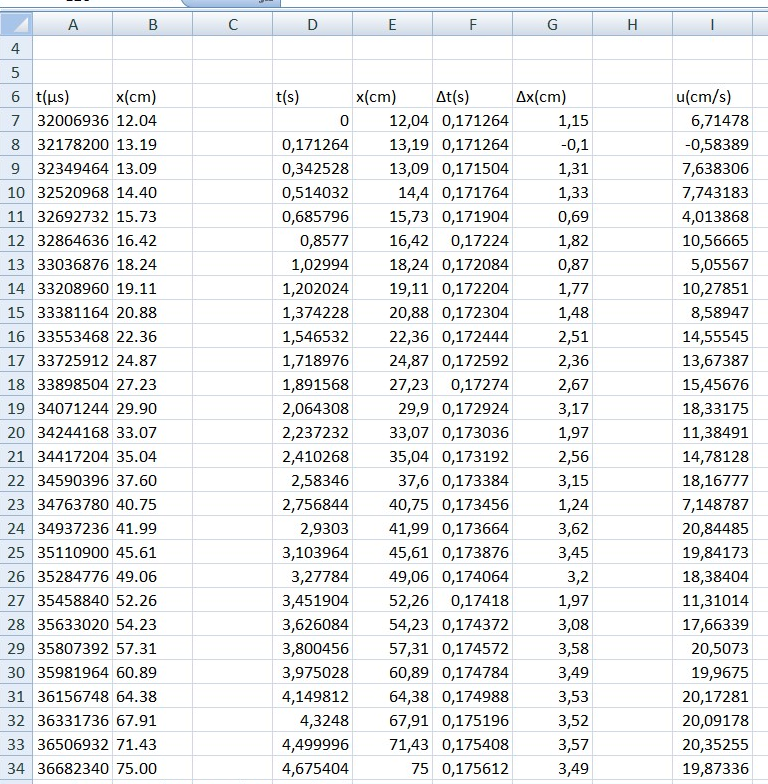 A B C D E F G H I
4
5
6 t(μs) x(cm) t(s) x(cm) Δt(s) Δx(cm) u(cm/s)
7 32006936 12.04 0 12,04 0,171264 1,15 6,71478
8 32178200 13.19 0,171264 13,19 0,171264 -0,1 -0,58389
9 32349464 13.09 0,342528 13,09 0,171504 1,31 7,638306
10 32520968 14.40 0,514032 14,4 0,171764 1,33 7,743183
11 32692732 15.73 0,685796 15,73 0,171904 0,69 4,013868
12 32864636 16.42 0,8577 16,42 0,17224 1,82 10,56665
13 33036876 18.24 1,02994 18,24 0,172084 0,87 5,05567
14 33208960 19.11 1,202024 19,11 0,172204 1,77 10,27851
15 33381164 20.88 1,374228 20,88 0,172304 1,48 8,58947
16 33553468 22.36 1,546532 22,36 0,172444 2,51 14,55545
17 33725912 24.87 1,718976 24,87 0,172592 2,36 13,67387
18 33898504 27.23 1,891568 27,23 0,17274 2,67 15,45676
19 34071244 29.90 2,064308 29,9 0,172924 3,17 18,33175
20 34244168 33.07 2,237232 33,07 0,173036 1,97 11,38491
21 34417204 35.04 2,410268 35,04 0,173192 2,56 14,78128
22 34590396 37.60 2,58346 37,6 0,173384 3,15 18,16777
23 34763780 40.75 2,756844 40,75 0,173456 1,24 7,148787
24 34937236 41.99 2,9303 41,99 0,173664 3,62 20,84485
25 35110900 45.61 3,103964 45,61 0,173876 3,45 19,84173
26 35284776 49.06 3,27784 49,06 0,174064 3,2 18,38404
27 35458840 52.26 3,451904 52,26 0,17418 1,97 11,31014
28 35633020 54.23 3,626084 54,23 0,174372 3,08 17,66339
29 35807392 57.31 3,800456 57,31 0,174572 3,58 20,5073
30 35981964 60.89 3,975028 60,89 0,174784 3,49 19,9675
31 36156748 64.38 4,149812 64,38 0,174988 3,53 20,17281
32 36331736 67.91 4,3248 67,91 0,175196 3,52 20,09178
33 36506932 71.43 4,499996 71,43 0,175408 3,57 20,35255
34 36682340 75.00 4,675404 75 0,175612 3,49 19,87336